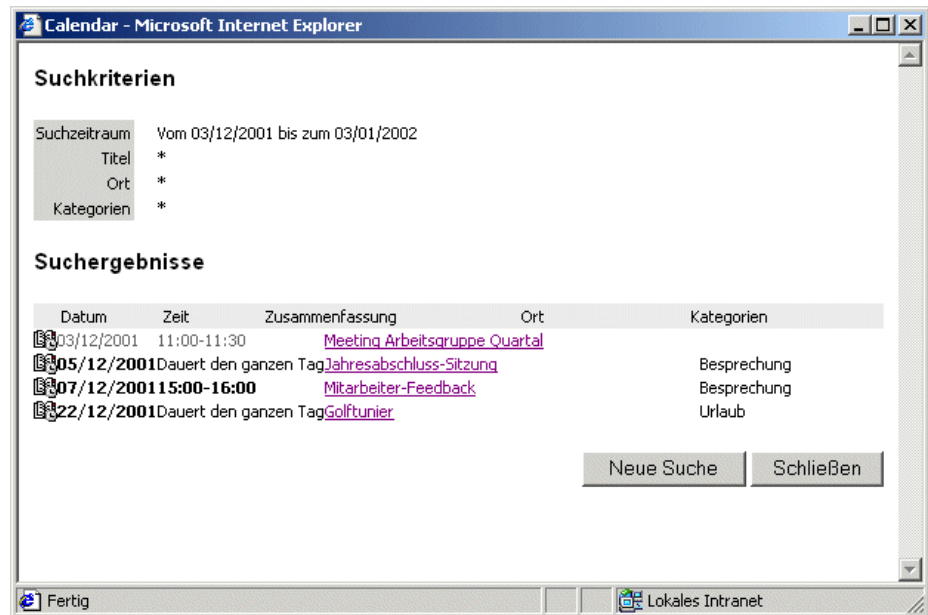 Calendar - Microsoft Internet Explorer
Suchkriterien
Suchzeitraum Vom 03/12/2001 bis zum 03/01/2002
Titel *
Ort *
Kategorien *
Suchergebnisse
Datum Zeit Zusammenfassung Ort Kategorien
03/12/2001 11:00-11:30 Meeting Arbeitsgruppe Quartal
05/12/2001 Dauert den ganzen Tag Jahresabschluss-Sitzung Besprechung
07/12/2001 15:00-16:00 Mitarbeiter-Feedback Besprechung
22/12/2001 Dauert den ganzen Tag Golftunier Urlaub
Neue Suche Schließen
Fertig Lokales Intranet